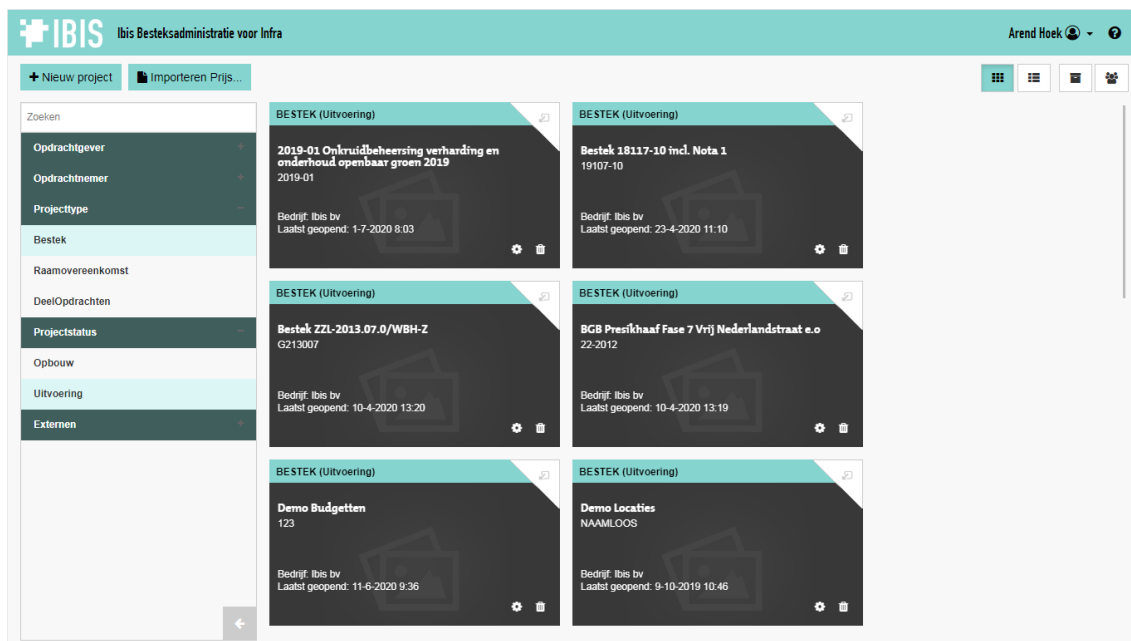 IBIS Ibis Besteksadministratie voor Infra
Arend Hoek
Nieuw project
Importeren Prijs...
Zoeken
Opdrachtgever
Opdrachtnemer
Projecttype
Bestek
Raamovereenkomst
DeelOpdrachten
Projectstatus
Opbouw
Uitvoering
Externen
BESTEK (Uitvoering)
2019-01 Onkruidbeheersing verharding en
onderhoud openbaar groen 2019
2019-01
Bedrijf: Ibis bv
Laatst geopend: 1-7-2020 8:03
BESTEK (Uitvoering)
Bestek 18117-10 incl. Nota 1
19107-10
Bedrijf: Ibis bv
Laatst geopend: 23-4-2020 11:10
BESTEK (Uitvoering)
Bestek ZZL-2013.07.0/WBH-Z
G213007
Bedrijf: Ibis bv
Laatst geopend: 10-4-2020 13:20
BESTEK (Uitvoering)
BGB Presikhaaf Fase 7 Vrij Nederlandstraat e.o
22-2012
Bedrijf: Ibis bv
Laatst geopend: 10-4-2020 13:19
BESTEK (Uitvoering)
Demo Budgetten
123
Bedrijf: Ibis bv
Laatst geopend: 11-6-2020 9:36
BESTEK (Uitvoering)
Demo Locaties
NAAMLOOS
Bedrijf: Ibis bv
Laatst geopend: 9-10-2019 10:46